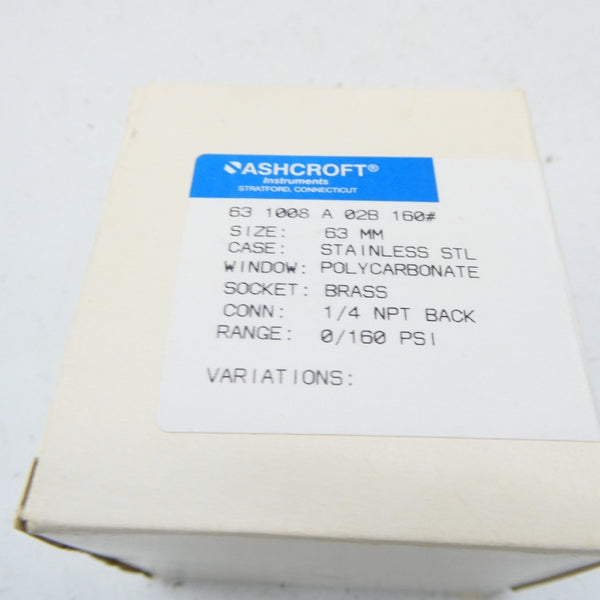 ASHCROFT®
Instruments
STRATFORD, CONNECTICUT
63 1008 A 02B 160#
SIZE: 63 MM
CASE: STAINLESS STL
WINDOW: POLYCARBONATE
SOCKET: BRASS
CONN: 1/4 NPT BACK
RANGE: 0/160 PSI
VARIATIONS: